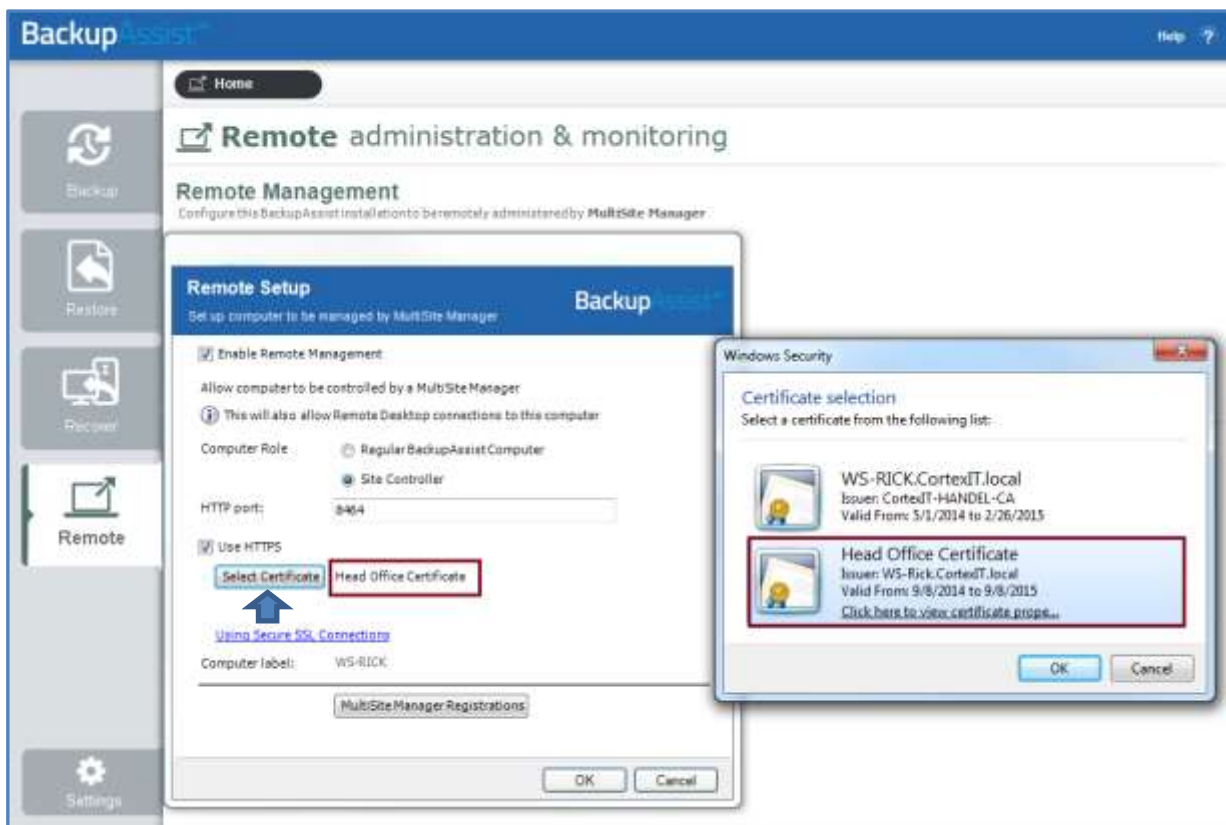 BackupAssist™
Help ?
Home
Backup
Restore
Recover
Remote
Settings
Remote administration & monitoring
Remote Management
Configure this BackupAssist installation to be remotely administered by MultiSite Manager
Remote Setup
Set up computer to be managed by MultiSite Manager
BackupAssist™
Enable Remote Management
Allow computer to be controlled by a MultiSite Manager
This will also allow Remote Desktop connections to this computer
Computer Role
Regular BackupAssist Computer
Site Controller
HTTP port: 8464
Use HTTPS
Select Certificate Head Office Certificate
Using Secure SSL Connections
Computer label: WS-RICK
MultiSite Manager Registrations
OK Cancel
Windows Security
Certificate selection
Select a certificate from the following list:
WS-RICK.CortexIT.local
Issuer: CortexIT-HANDEL-CA
Valid From: 5/1/2014 to 2/26/2015
Head Office Certificate
Issuer: WS-Rick.CortexIT.local
Valid From: 9/8/2014 to 9/8/2015
Click here to view certificate prope...
OK Cancel